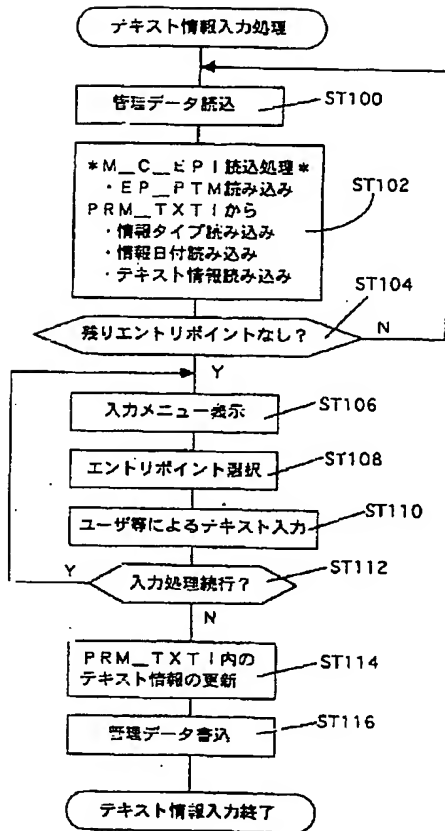 テキスト情報入力処理
管理データ読込
ST100
*M_C_EPI読込処理*
・EP_PTM読み込み
PRM_TXTIから
・情報タイプ読み込み
・情報日付読み込み
・テキスト情報読み込み
ST102
ST104
残りエントリポイントなし?
N
Y
入力メニュー表示
ST106
エントリポイント選択
ST108
ユーザ等によるテキスト入力
ST110
Y
入力処理続行?
ST112
N
PRM_TXTI内の
テキスト情報の更新
ST114
管理データ書込
ST116
テキスト情報入力終了